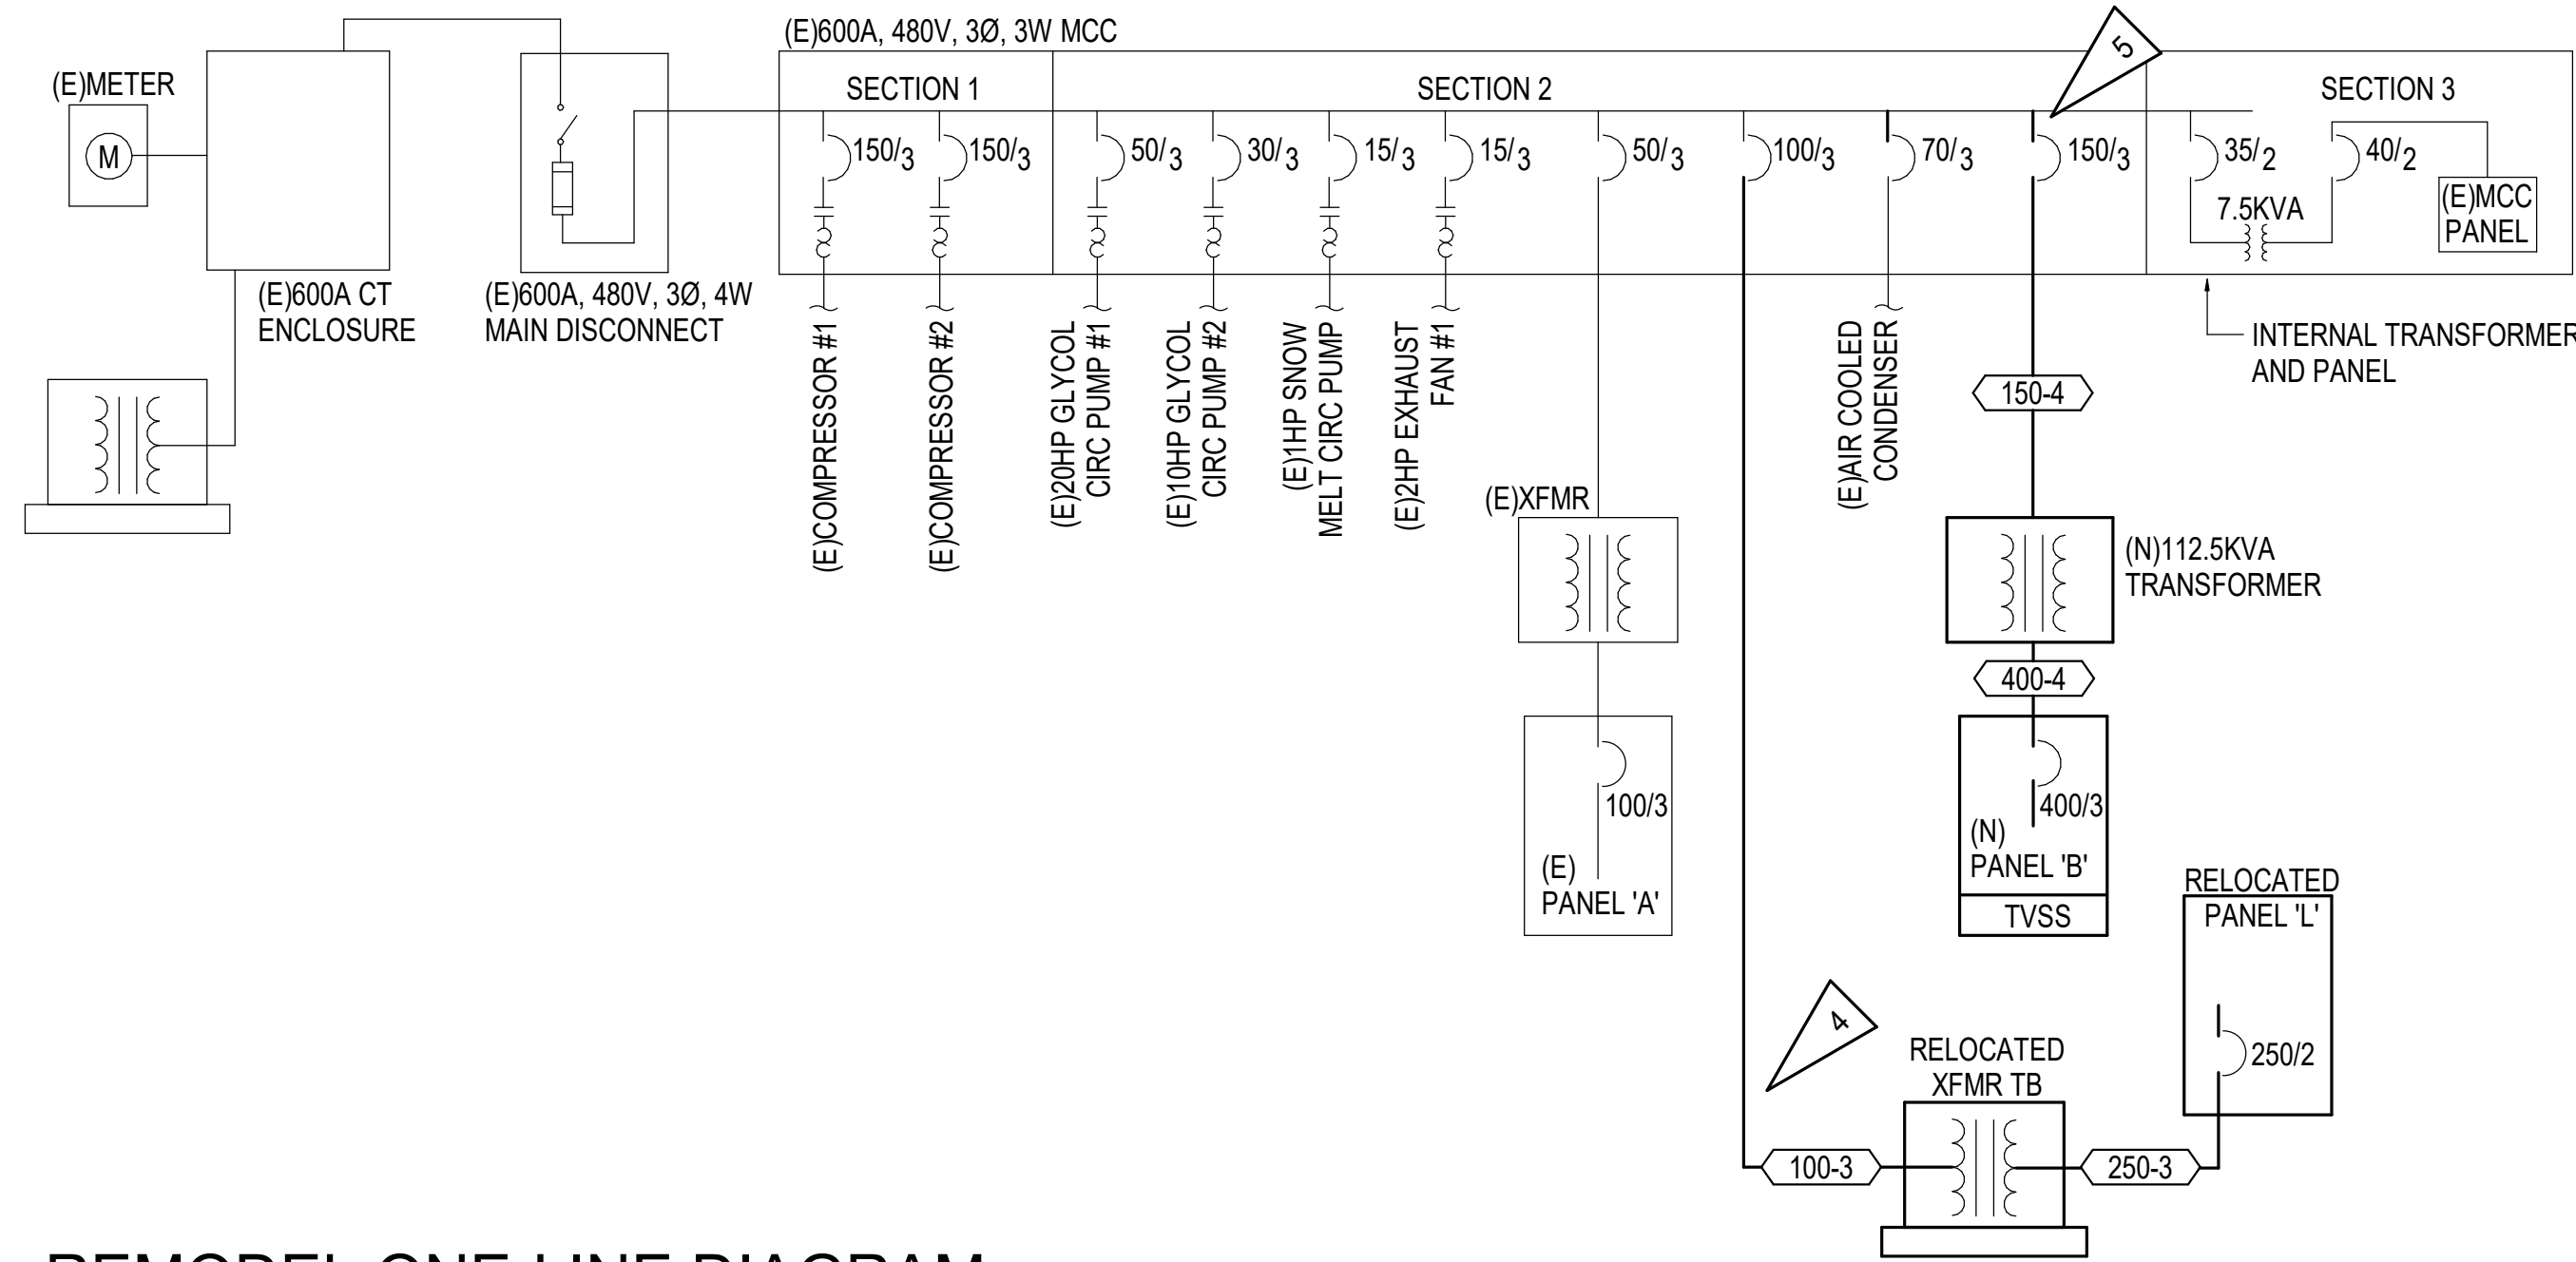 (E)600A, 480V, 3Ø, 3W MCC
(E)METER
M
(E)600A CT
ENCLOSURE
(E)600A, 480V, 3Ø, 4W
MAIN DISCONNECT
SECTION 1
SECTION 2
SECTION 3
5
150/3
150/3
50/3
30/3
15/3
15/3
50/3
100/3
70/3
150/3
35/2
40/2
7.5KVA
(E)MCC
PANEL
INTERNAL TRANSFORMER
AND PANEL
(E)COMPRESSOR #1
(E)COMPRESSOR #2
(E)20HP GLYCOL
CIRC PUMP #1
(E)10HP GLYCOL
CIRC PUMP #2
(E)1HP SNOW
MELT CIRC PUMP
(E)2HP EXHAUST
FAN #1
(E)AIR COOLED
CONDENSER
150-4
(E)XFMR
(N)112.5KVA
TRANSFORMER
400-4
100/3
(E)
PANEL 'A'
400/3
(N)
PANEL 'B'
TVSS
RELOCATED
PANEL 'L'
250/2
4
RELOCATED
XFMR TB
100-3
250-3
REMODEL ONE-LINE DIAGRAM